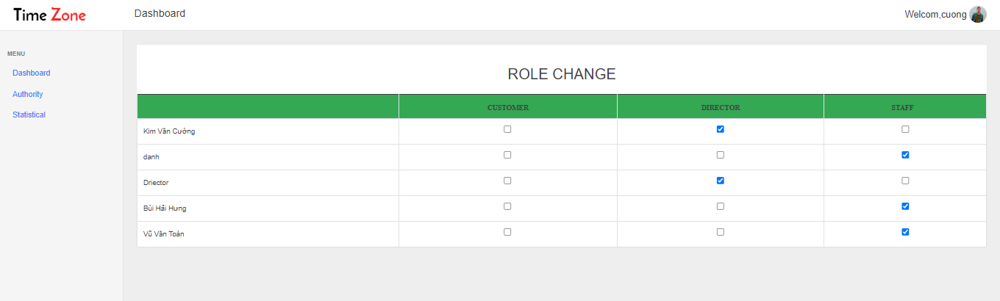 Time Zone
Dashboard
Welcom,cuong
MENU
Dashboard
Authority
Statistical
ROLE CHANGE
CUSTOMER DIRECTOR STAFF
Kim Văn Cường
danh
Driector
Bùi Hải Hưng
Vũ Văn Toản